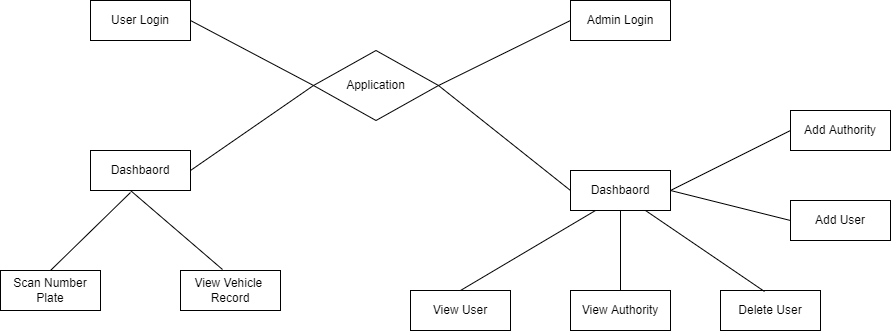 User Login
Admin Login
Application
Add Authority
Dashbaord
Dashbaord
Add User
Scan Number
Plate
View Vehicle
Record
View User
View Authority
Delete User